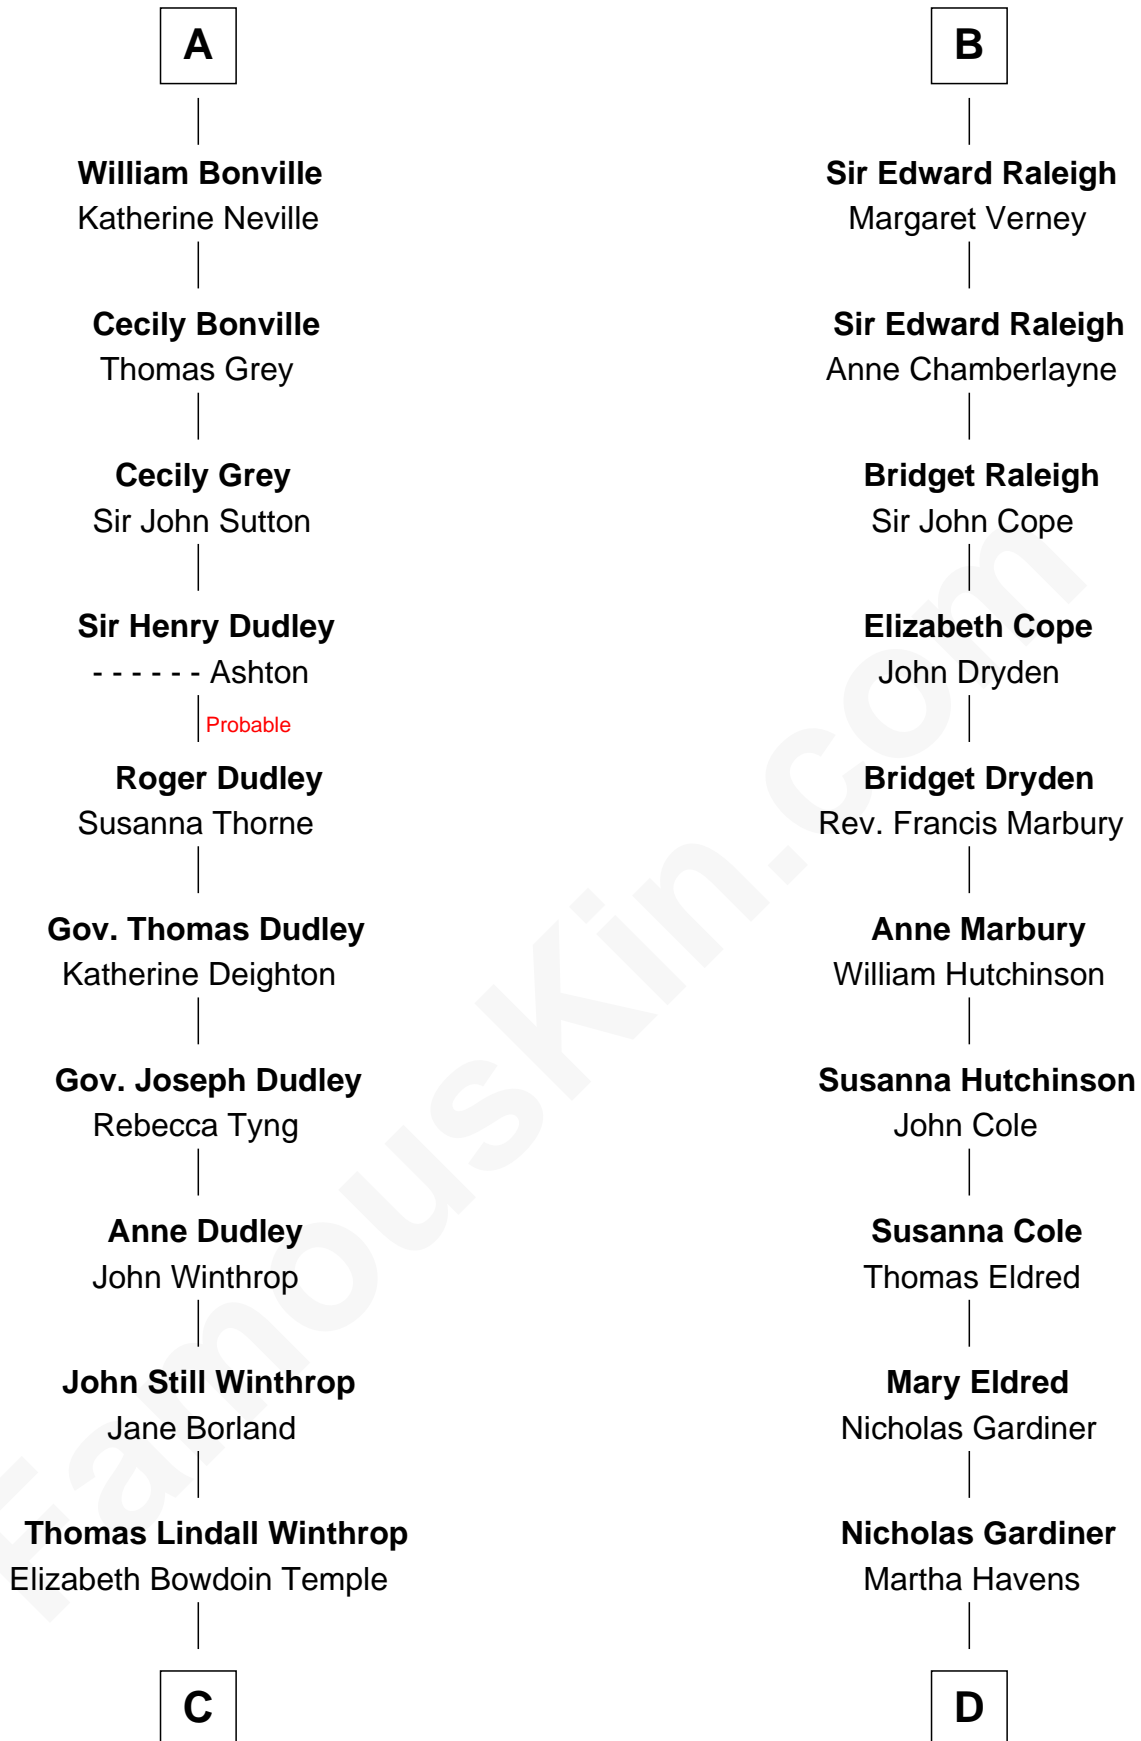 A
William Bonville
Katherine Neville
Cecily Bonville
Thomas Grey
Cecily Grey
Sir John Sutton
Sir Henry Dudley
- - - - - - Ashton
Probable
Roger Dudley
Susanna Thorne
Gov. Thomas Dudley
Katherine Deighton
Gov. Joseph Dudley
Rebecca Tyng
Anne Dudley
John Winthrop
John Still Winthrop
Jane Borland
Thomas Lindall Winthrop
Elizabeth Bowdoin Temple
C
B
Sir Edward Raleigh
Margaret Verney
Sir Edward Raleigh
Anne Chamberlayne
Bridget Raleigh
Sir John Cope
Elizabeth Cope
John Dryden
Bridget Dryden
Rev. Francis Marbury
Anne Marbury
William Hutchinson
Susanna Hutchinson
John Cole
Susanna Cole
Thomas Eldred
Mary Eldred
Nicholas Gardiner
Nicholas Gardiner
Martha Havens
D
FamousKin.com